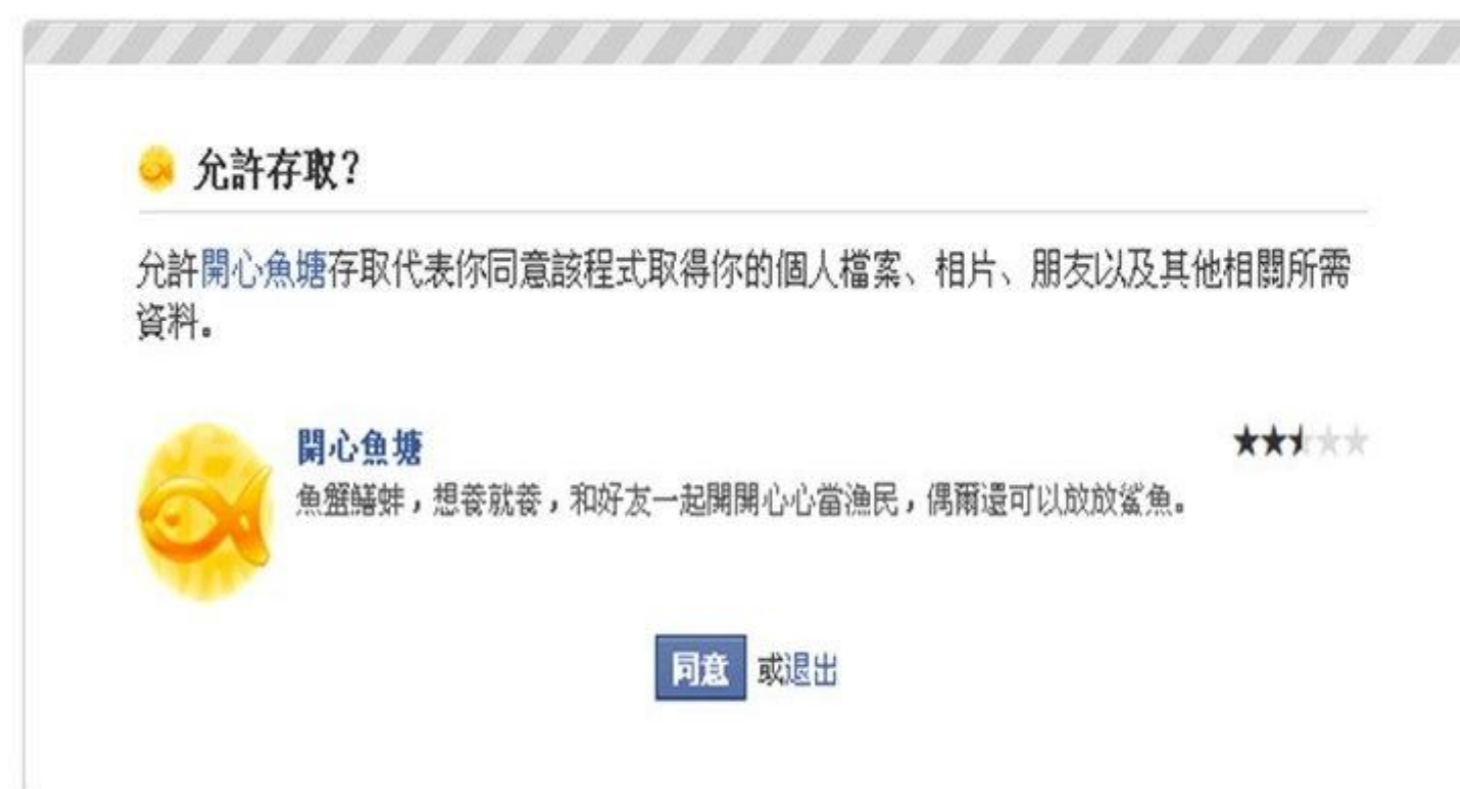 允許存取?
允許開心魚塘存取代表你同意該程式取得你的個人檔案、相片、朋友以及其他相關所需
資料。
開心魚塘
魚蟹鱔蚌，想養就養，和好友一起開開心心當漁民，偶爾還可以放放鯊魚。
同意 或退出